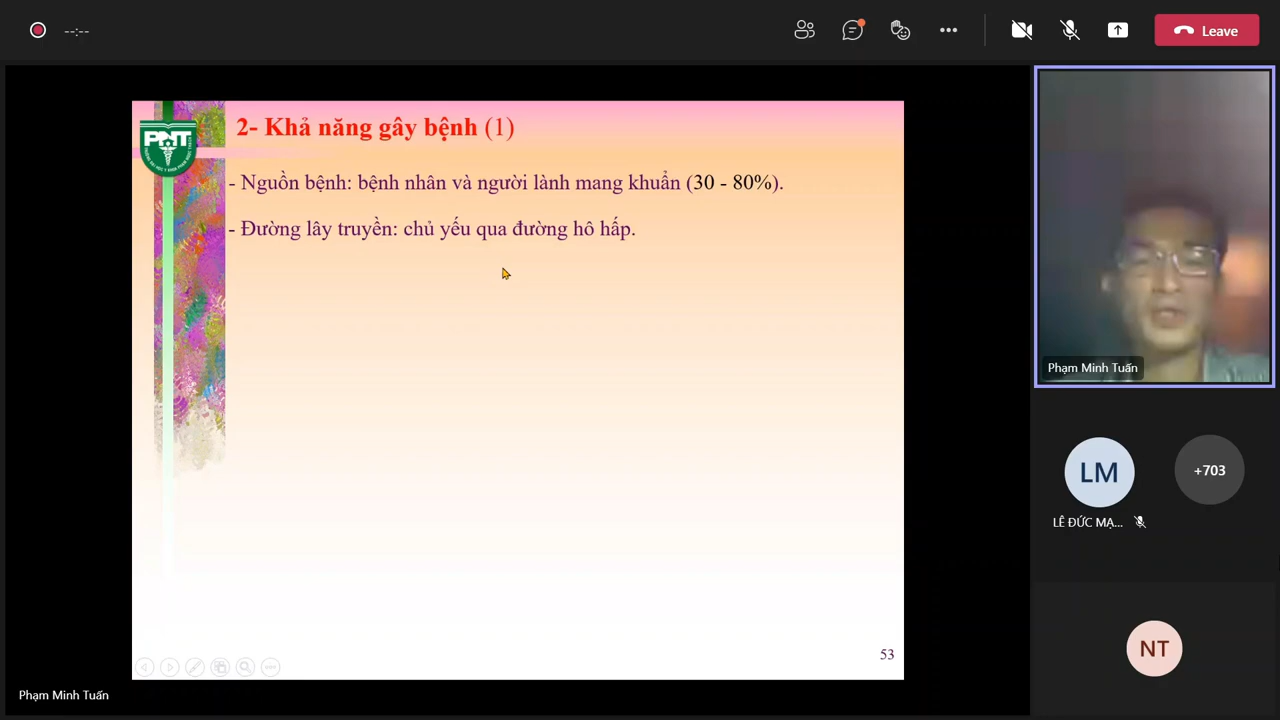 --:--
Leave
2- Khả năng gây bệnh (1)
PNT
- Nguồn bệnh: bệnh nhân và người lành mang khuẩn (30 - 80%).
- Đường lây truyền: chủ yếu qua đường hô hấp.
53
Phạm Minh Tuấn
Phạm Minh Tuấn
LM
+703
LÊ ĐỨC MẠ...
NT